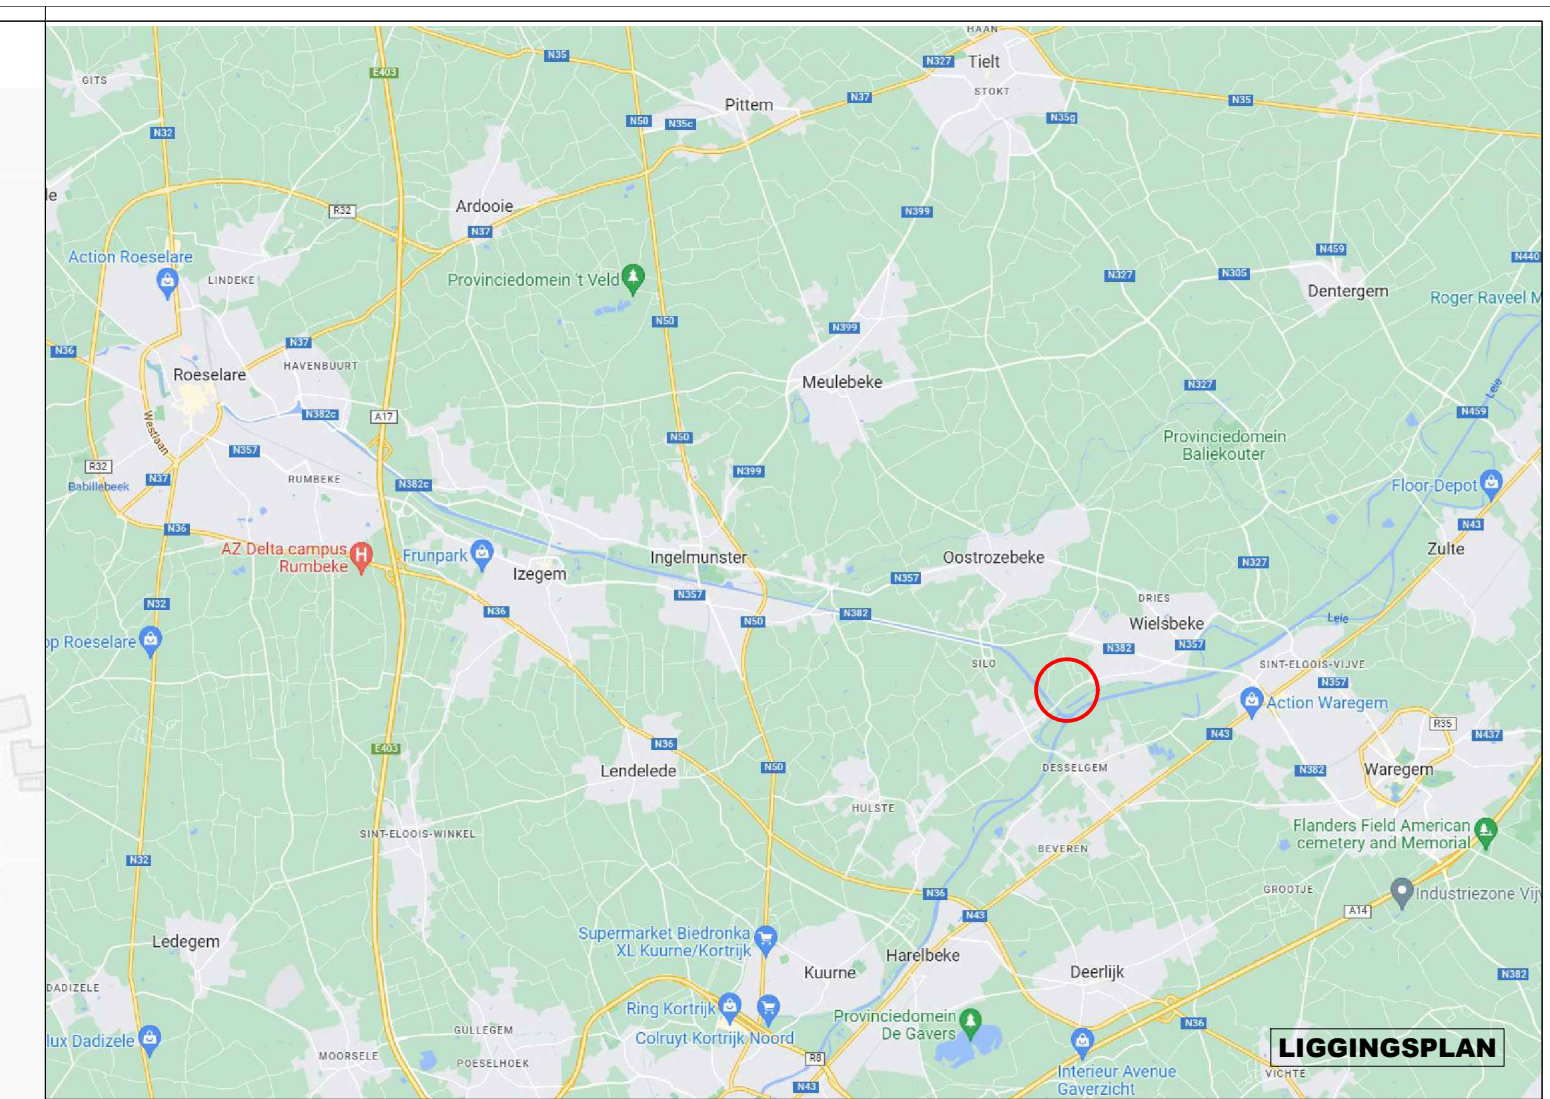 HAAN
N35
N327
Tielt
GITS
E403
STOKT
Pittem
N37
N35
N32
N50
N35c
N35g
le
Ardooie
R32
N399
N37
N459
Action Roeselare
N440
LINDEKE
Provinciedomein 't Veld
N327
N305
Dentergem
Roger Raveel M
N50
N399
N37
N36
HAVENBUURT
Roeselare
Meulebeke
N327
Leie
N382c
A17
N459
Westlaan
N50
Provinciedomein
Baliekouter
N357
R32
N399
N37
RUMBEKE
Babillebeek
N382c
Floor-Depot
N36
N43
AZ Delta campus
Rumbeke
Frunpark
Izegem
Ingelmunster
Oostrozebeke
Zulte
N327
N357
N357
DRIES
N32
N36
N50
N382
Wielsbeke
Leie
op Roeselare
N382
N357
SILO
SINT-ELOOIS-VIJVE
N357
Action Waregem
R35
N43
N437
E403
N36
Lendelede
N50
DESSELGEM
N382
Waregem
HULSTE
SINT-ELOOIS-WINKEL
Flanders Field American
cemetery and Memorial
BEVEREN
N32
N36
GROOTJE
Industriezone Vij
A14
N43
Ledegem
Supermarket Biedronka
XL Kuurne/Kortrijk
Kuurne
Harelbeke
Deerlijk
N382
DADIZELE
Ring Kortrijk
Provinciedomein
De Gavers
N36
GULLEGEM
Colruyt Kortrijk Noord
lux Dadizele
LIGGINGSPLAN
MOORSELE
POESELHOEK
R8
Interieur Avenue
Gaverzicht
VICHTE
N43